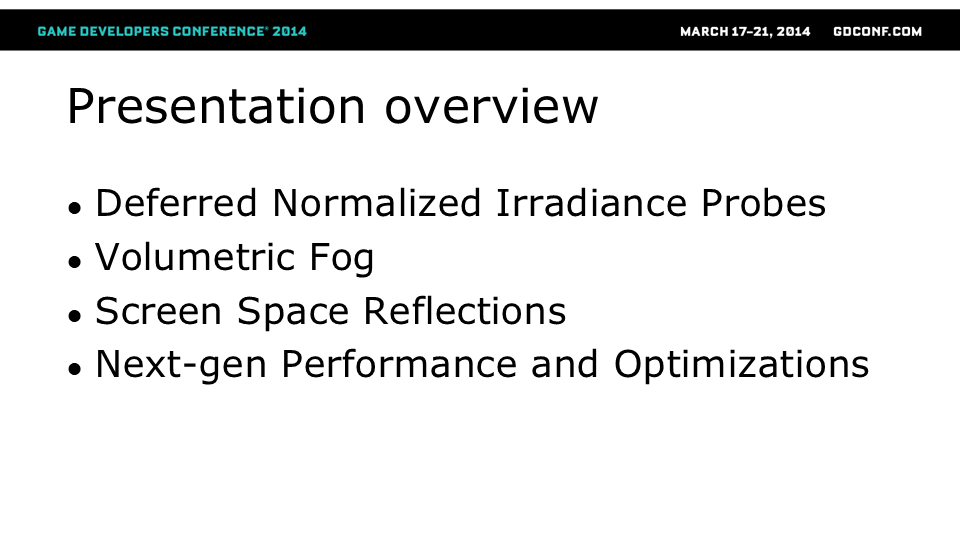 GAME DEVELOPERS CONFERENCE® 2014 MARCH 17–21, 2014 GDCONF.COM
Presentation overview
● Deferred Normalized Irradiance Probes
● Volumetric Fog
● Screen Space Reflections
● Next-gen Performance and Optimizations